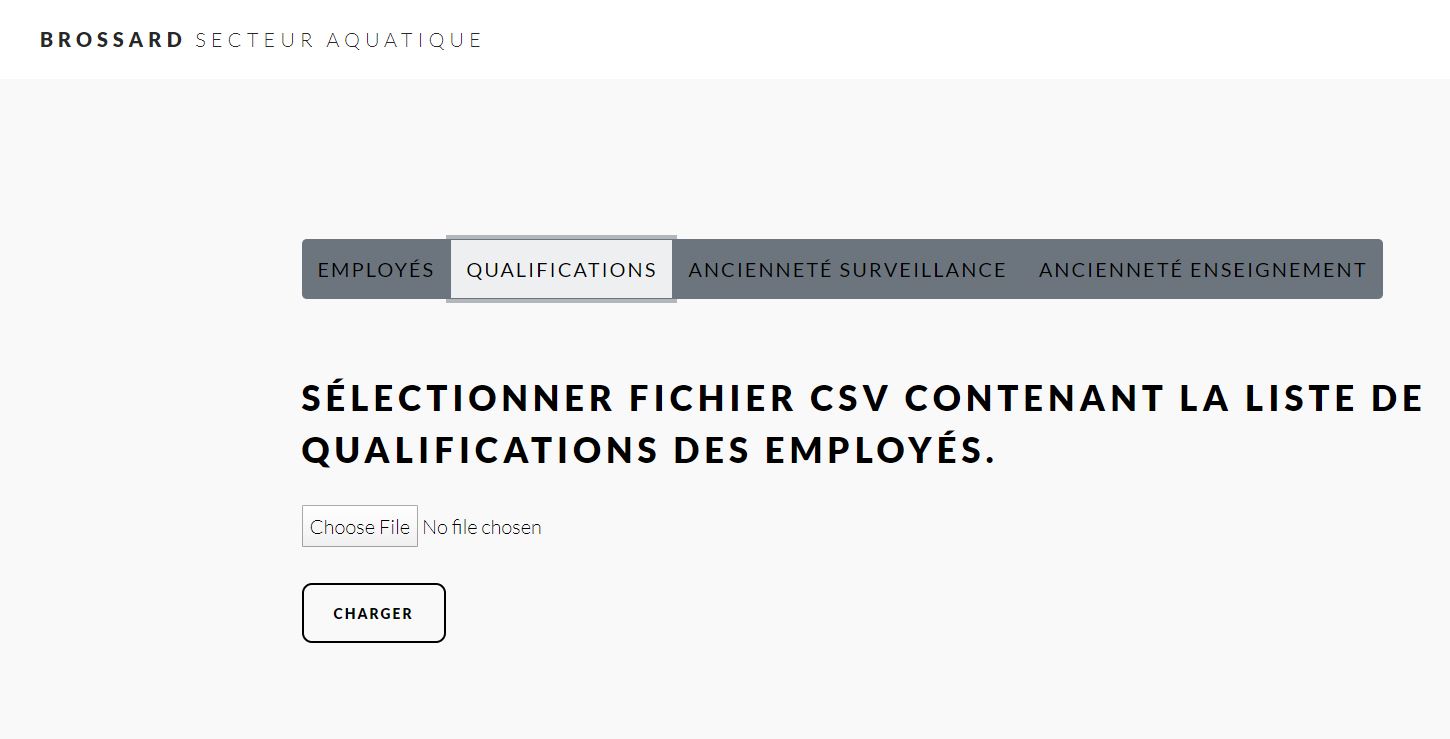 BROSSARD SECTEUR AQUATIQUE
EMPLOYÉS QUALIFICATIONS ANCIENNETÉ SURVEILLANCE ANCIENNETÉ ENSEIGNEMENT
SÉLECTIONNER FICHIER CSV CONTENANT LA LISTE DE
QUALIFICATIONS DES EMPLOYÉS.
Choose File No file chosen
CHARGER